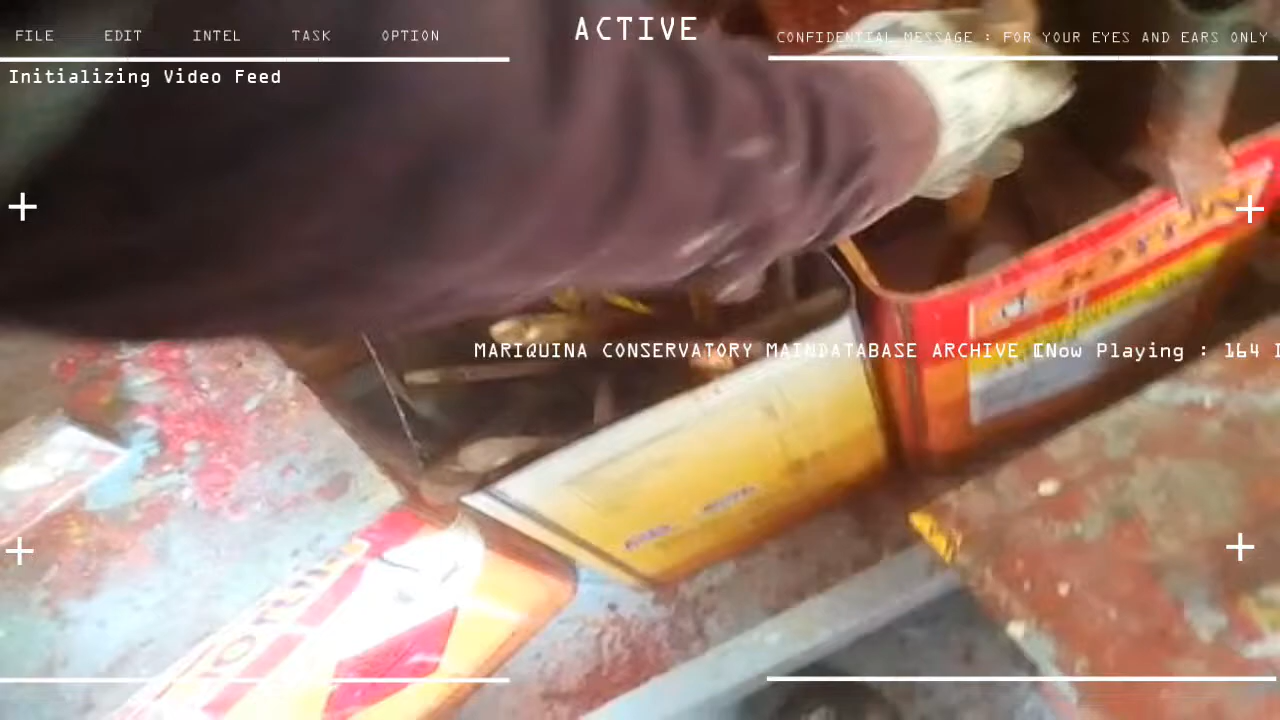 FILE EDIT INTEL TASK OPTION
ACTIVE
CONFIDENTIAL MESSAGE : FOR YOUR EYES AND EARS ONLY
Initializing Video Feed
MARIQUINA CONSERVATORY MAINDATABASE ARCHIVE
Now Playing : 164